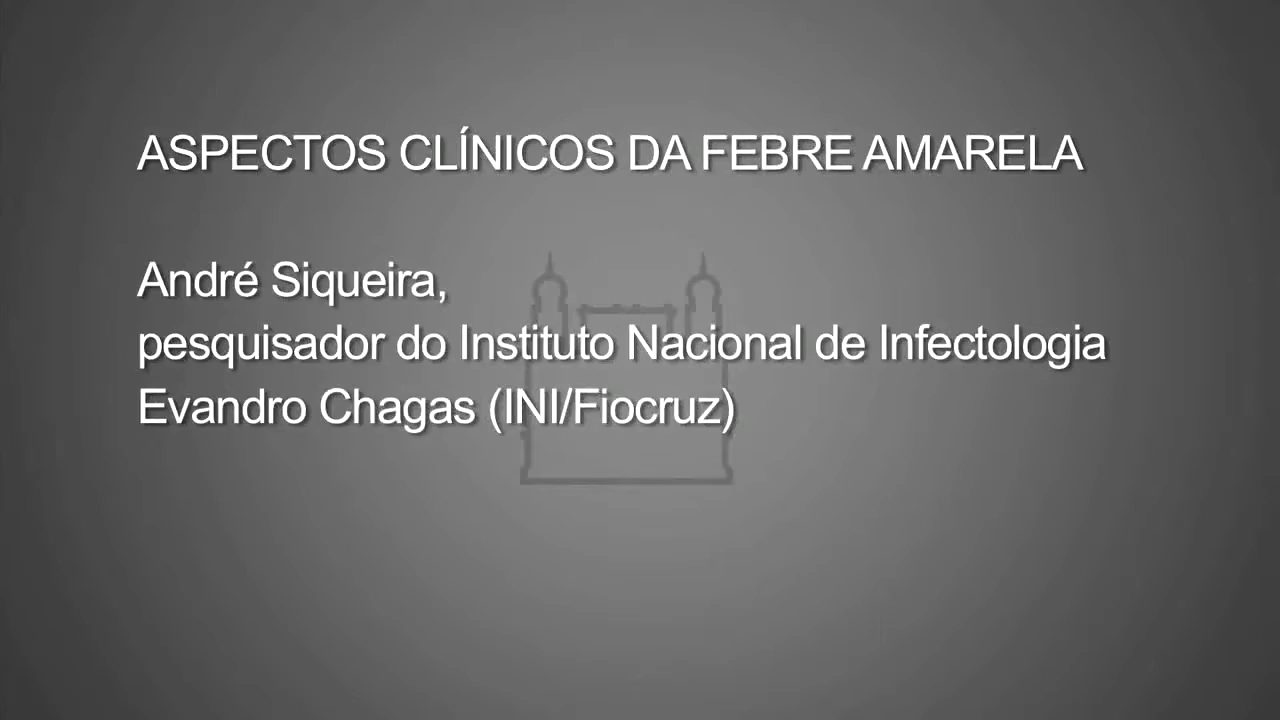 ASPECTOS CLÍNICOS DA FEBRE AMARELA
André Siqueira,
pesquisador do Instituto Nacional de Infectologia
Evandro Chagas (INI/Fiocruz)